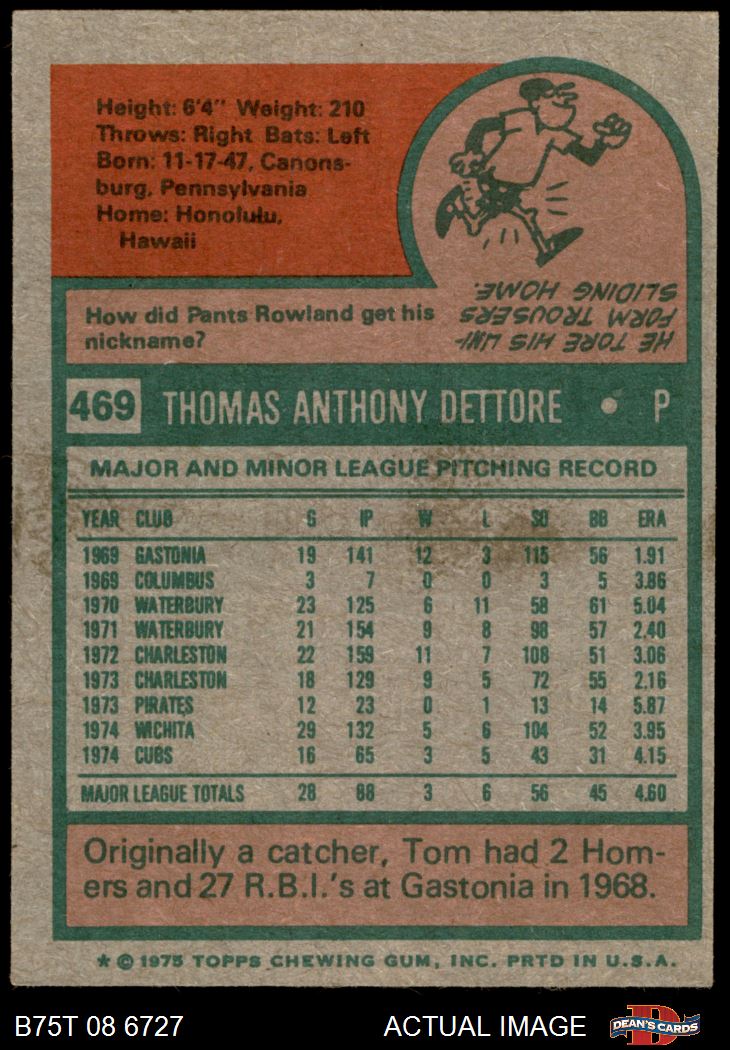 Height: 6'4" Weight: 210
Throws: Right Bats: Left
Born: 11-17-47, Canons-
burg, Pennsylvania
Home: Honolulu,
Hawaii
How did Pants Rowland get his
nickname?
HE TORE HIS UNI-
FORM TROUSERS
SLIDING HOME.
469 THOMAS ANTHONY DETTORE • P
MAJOR AND MINOR LEAGUE PITCHING RECORD
YEAR CLUB G IP W L SO BB ERA
1969 GASTONIA 19 141 12 3 115 56 1.91
1969 COLUMBUS 3 7 0 0 3 5 3.86
1970 WATERBURY 23 125 6 11 58 61 5.04
1971 WATERBURY 21 154 9 8 98 57 2.40
1972 CHARLESTON 22 159 11 7 108 51 3.06
1973 CHARLESTON 18 129 9 5 72 55 2.16
1973 PIRATES 12 23 0 1 13 14 5.87
1974 WICHITA 29 132 5 6 104 52 3.95
1974 CUBS 16 65 3 5 43 31 4.15
MAJOR LEAGUE TOTALS 28 88 3 6 56 45 4.60
Originally a catcher, Tom had 2 Hom-
ers and 27 R.B.I.'s at Gastonia in 1968.
* © 1975 TOPPS CHEWING GUM, INC. PRTD IN U.S.A.
B75T 08 6727 ACTUAL IMAGE DEAN'S CARDS